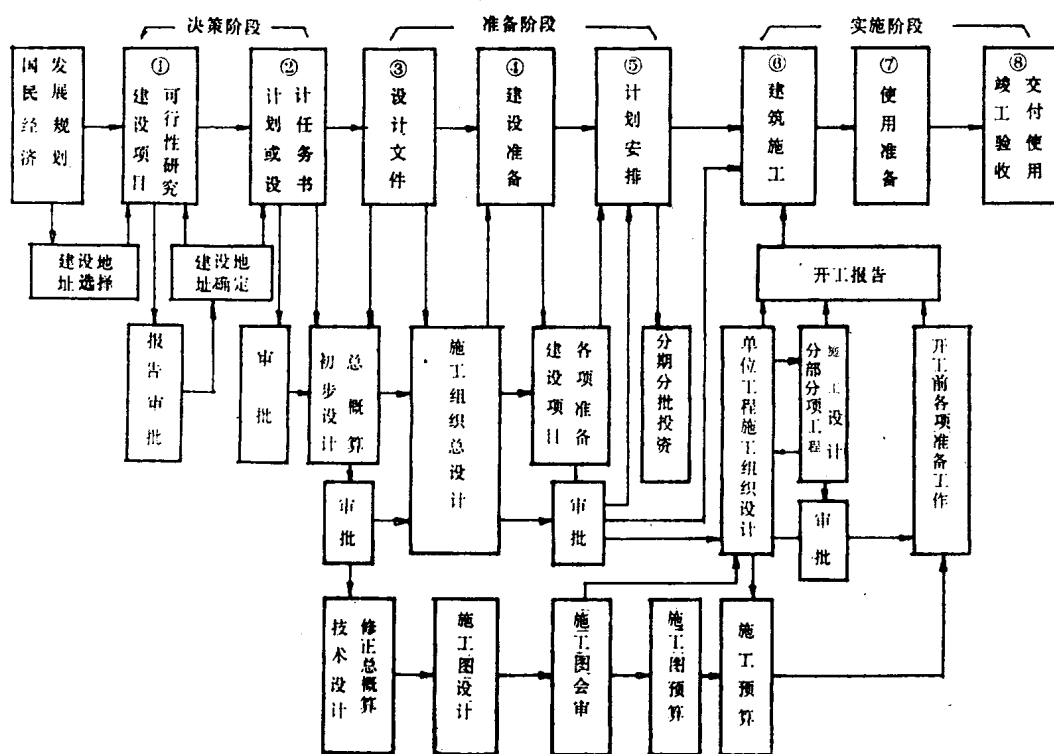 决策阶段
准备阶段
实施阶段
国民经济
发展规划
①
建设项目
可行性研究
②
计划或设
计任务书
③
设计文件
④
建设准备
⑤
计划安排
⑥
建筑施工
⑦
使用准备
⑧
竣工验收
交付使用
建设地
址选择
建设地
址确定
开工报告
报告审批
审批
初步设计
总概算
施工组织总设计
建设项目
各项准备
分期分批投资
单位工程施工组织设计
分部分项工程
施工设计
开工前各项准备工作
审批
审批
审批
技术设计
修正总概算
施工图设计
施工图会审
施工图预算
施工预算